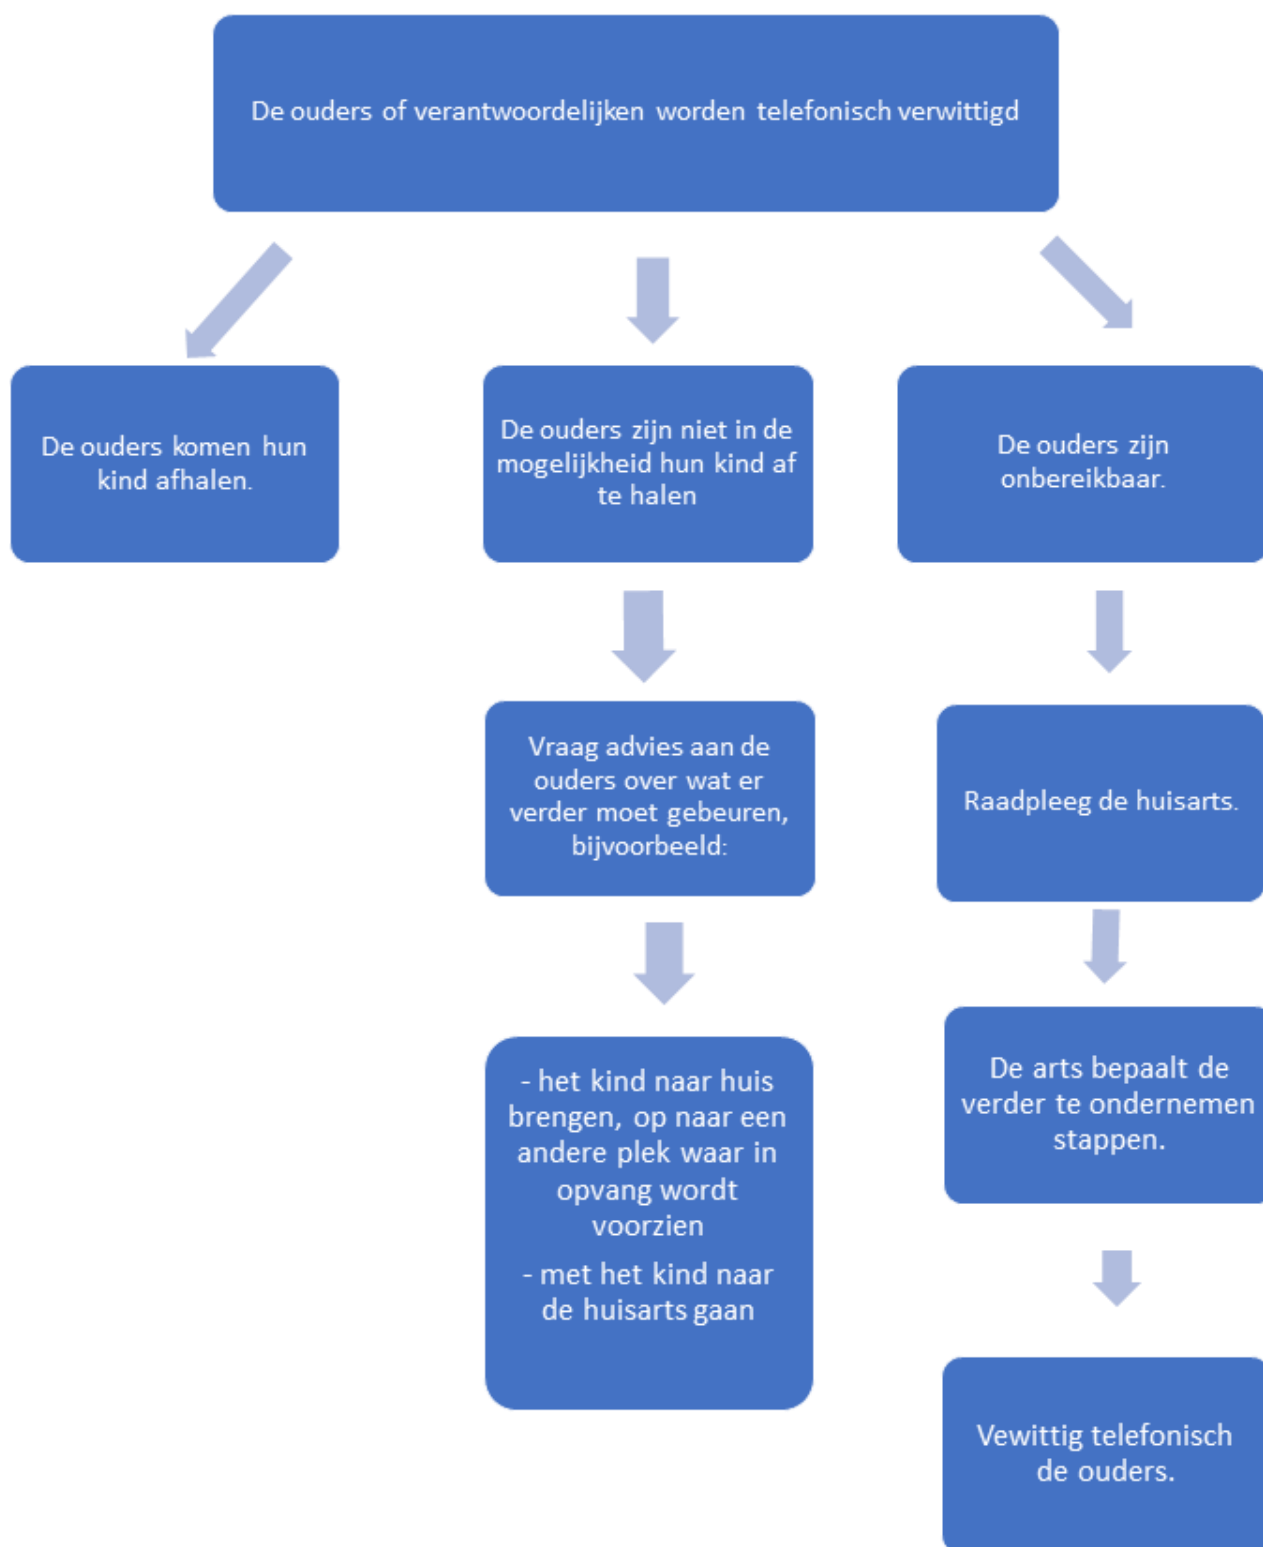 De ouders of verantwoordelijken worden telefonisch verwittigd
De ouders komen hun
kind afhalen.
De ouders zijn niet in de
mogelijkheid hun kind af
te halen
De ouders zijn
onbereikbaar.
Vraag advies aan de
ouders over wat er
verder moet gebeuren,
bijvoorbeeld:
Raadpleeg de huisarts.
- het kind naar huis
brengen, op naar een
andere plek waar in
opvang wordt
voorzien
- met het kind naar
de huisarts gaan
De arts bepaalt de
verder te ondernemen
stappen.
Vewittig telefonisch
de ouders.